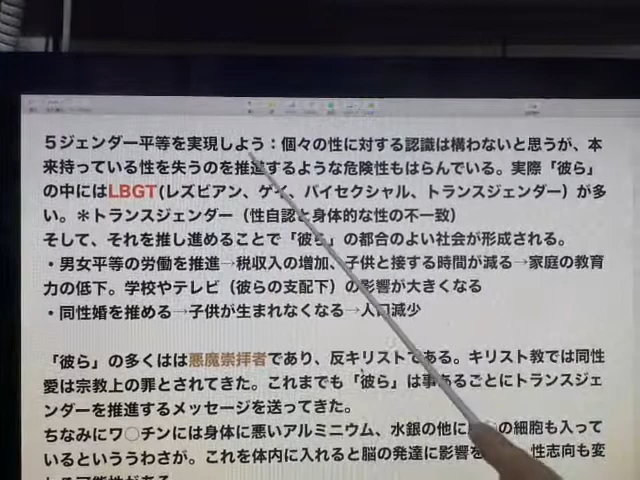 5ジェンダー平等を実現しよう：個々の性に対する認識は構わないと思うが、本
来持っている性を失うのを推進するような危険性もはらんでいる。実際「彼ら」
の中にはLBGT(レズビアン、ゲイ、バイセクシャル、トランスジェンダー）が多
い。＊トランスジェンダー（性自認と身体的な性の不一致）
そして、それを推し進めることで「彼ら」の都合のよい社会が形成される。
・男女平等の労働を推進→税収入の増加、子供と接する時間が減る→家庭の教育
力の低下。学校やテレビ（彼らの支配下）の影響が大きくなる
・同性婚を推める→子供が生まれなくなる→人口減少
「彼ら」の多くはは悪魔崇拝者であり、反キリストである。キリスト教では同性
愛は宗教上の罪とされてきた。これまでも「彼ら」は事あるごとにトランスジェ
ンダーを推進するメッセージを送ってきた。
ちなみにワ〇チンには身体に悪いアルミニウム、水銀の他に の細胞も入って
いるといううわさが。これを体内に入れると脳の発達に影響を 性志向も変